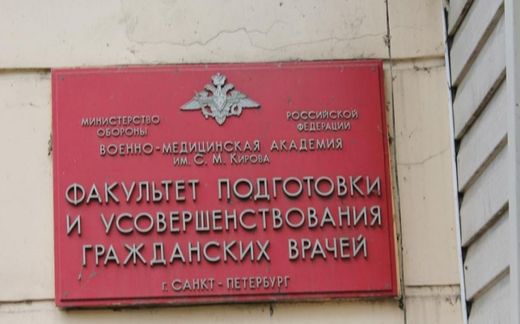 МИНИСТЕРСТВО ОБОРОНЫ
РОССИЙСКОЙ ФЕДЕРАЦИИ
ВОЕННО-МЕДИЦИНСКАЯ АКАДЕМИЯ
ИМ. С. М. КИРОВА
ФАКУЛЬТЕТ ПОДГОТОВКИ
И УСОВЕРШЕНСТВОВАНИЯ
ГРАЖДАНСКИХ ВРАЧЕЙ
Г. САНКТ - ПЕТЕРБУРГ